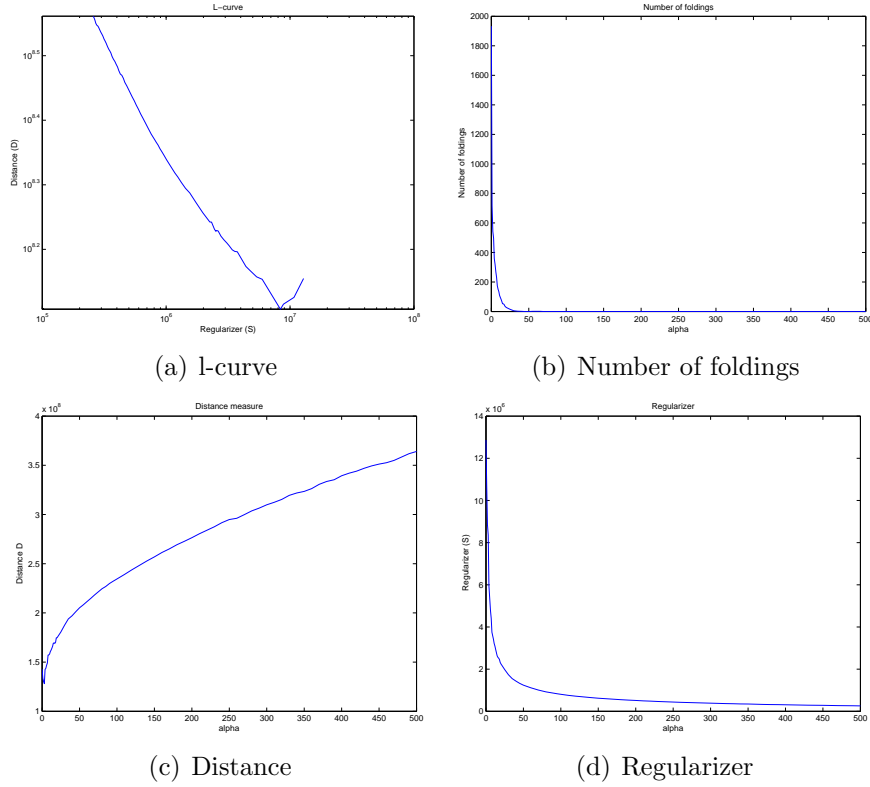 L-curve
10^8.5
10^8.4
10^8.3
10^8.2
Distance (D)
10^5
10^6
10^7
10^8
Regularizer (S)
(a) l-curve
Number of foldings
2000
1800
1600
1400
1200
1000
800
600
400
200
0
Number of foldings
0 50 100 150 200 250 300 350 400 450 500
alpha
(b) Number of foldings
Distance measure
x 10^8
4
3.5
3
2.5
2
1.5
1
Distance D
0 50 100 150 200 250 300 350 400 450 500
alpha
(c) Distance
Regularizer
x 10^6
14
12
10
8
6
4
2
0
Regularizer (S)
0 50 100 150 200 250 300 350 400 450 500
alpha
(d) Regularizer